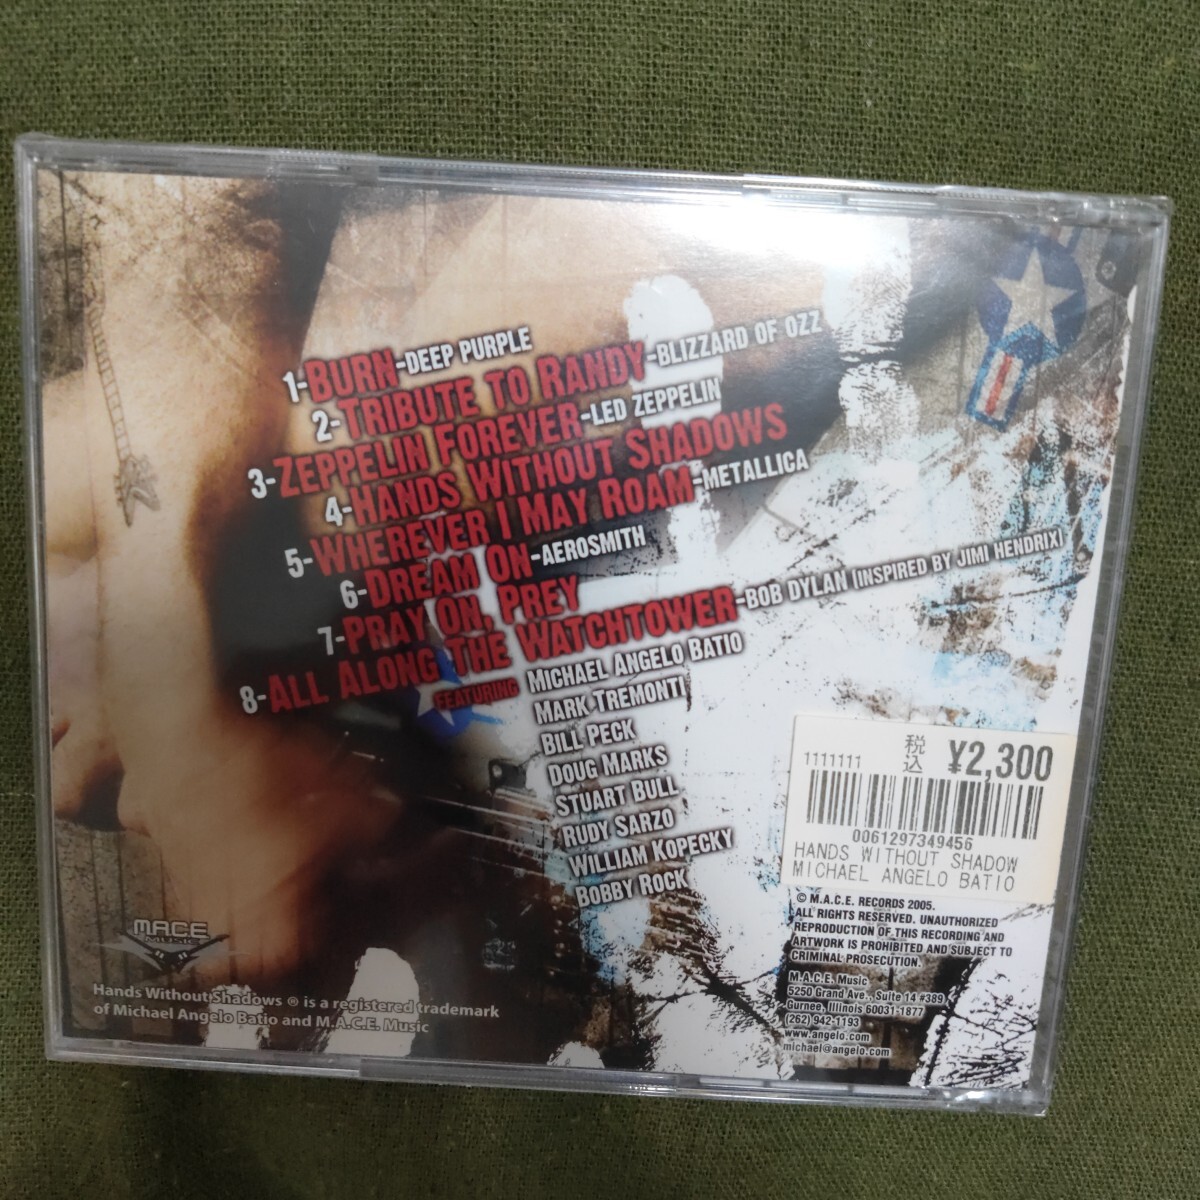 1-BURN-DEEP PURPLE
2-TRIBUTE TO RANDY-BLIZZARD OF OZZ
3-ZEPPELIN FOREVER-LED ZEPPELIN
4-HANDS WITHOUT SHADOWS
5-WHEREVER I MAY ROAM-METALLICA
6-DREAM ON-AEROSMITH
7-PRAY ON, PREY
8-ALL ALONG THE WATCHTOWER-BOB DYLAN (INSPIRED BY JIMI HENDRIX)
FEATURING MICHAEL ANGELO BATIO
MARK TREMONTI
BILL PECK
DOUG MARKS
STUART BULL
RUDY SARZO
WILLIAM KOPECKY
BOBBY ROCK
1111111 税込 ¥2,300
0061297349456
HANDS WITHOUT SHADOW
MICHAEL ANGELO BATIO
© M.A.C.E. RECORDS 2005.
ALL RIGHTS RESERVED. UNAUTHORIZED
REPRODUCTION OF THIS RECORDING AND
ARTWORK IS PROHIBITED AND SUBJECT TO
CRIMINAL PROSECUTION.
M.A.C.E. Music
5250 Grand Ave., Suite 14 #389
Gurnee, Illinois 60031-1877
(262) 942-1193
www.angelo.com
michael@angelo.com
MACE
MUSIC
Hands Without Shadows ® is a registered trademark
of Michael Angelo Batio and M.A.C.E. Music